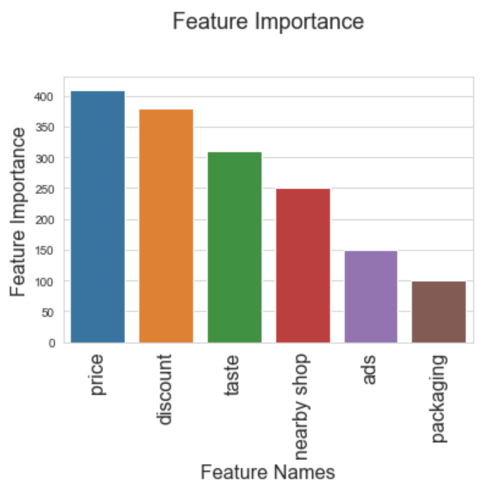 Feature Importance
Feature Importance
400
350
300
250
200
150
100
50
0
price
discount
taste
nearby shop
ads
packaging
Feature Names